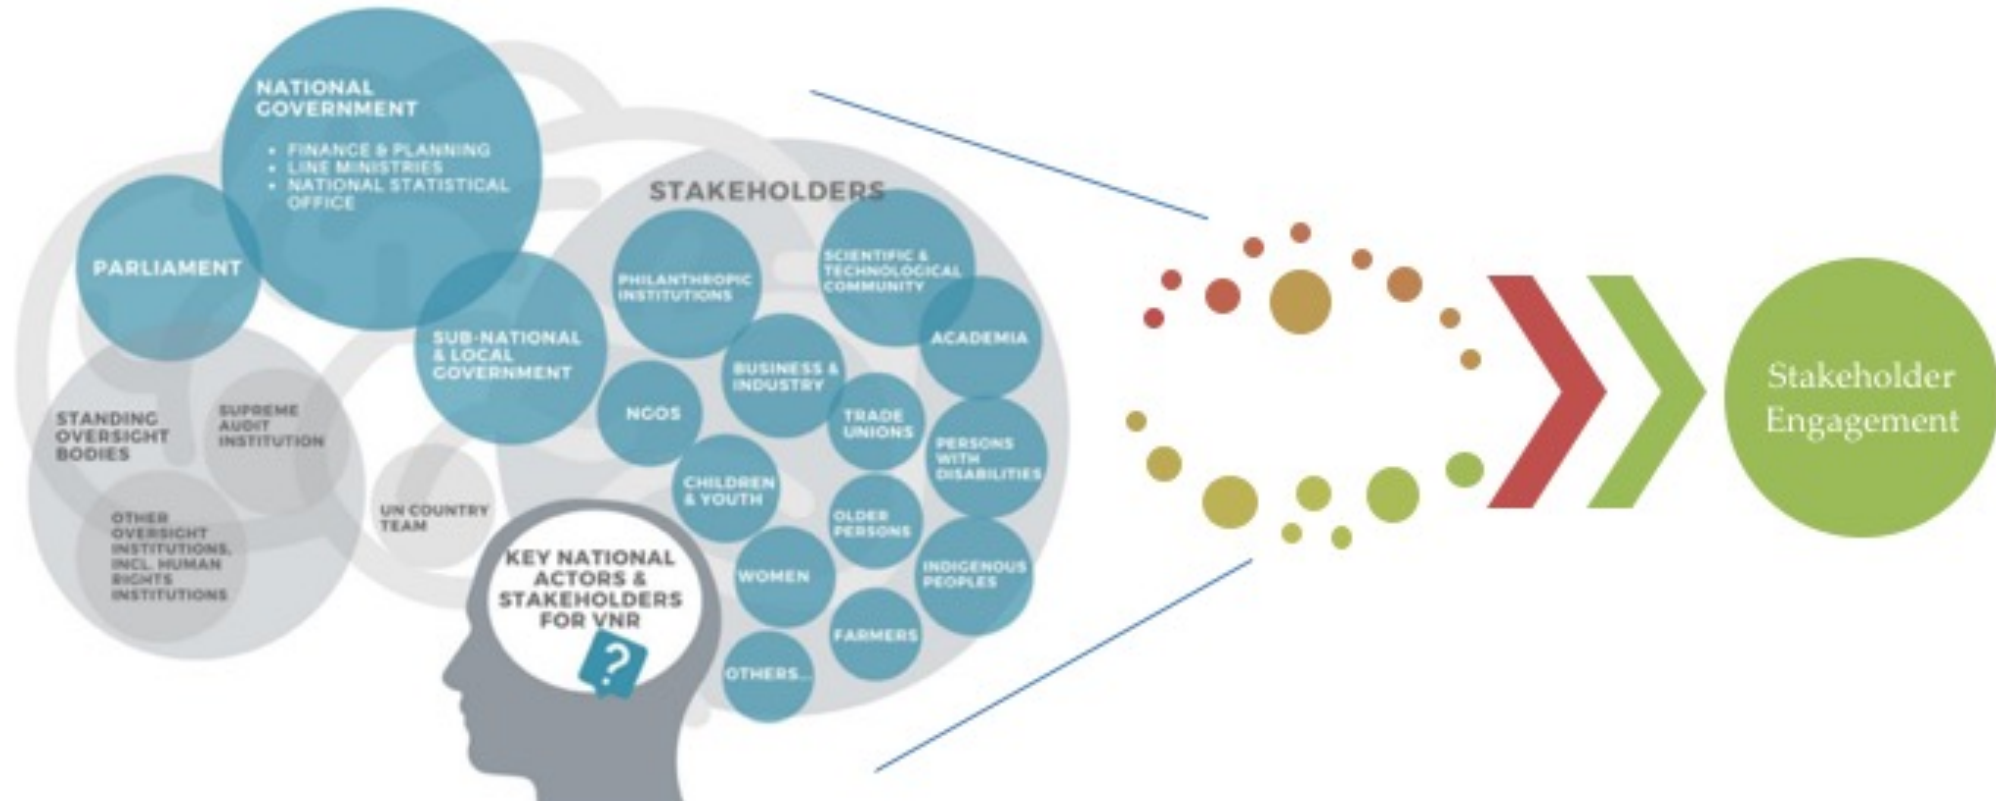 NATIONAL
GOVERNMENT
• FINANCE & PLANNING
• LINE MINISTRIES
• NATIONAL STATISTICAL
OFFICE
PARLIAMENT
SUB-NATIONAL
& LOCAL
GOVERNMENT
STANDING
OVERSIGHT
BODIES
SUPREME
AUDIT
INSTITUTION
OTHER
OVERSIGHT
INSTITUTIONS,
INCL. HUMAN
RIGHTS
INSTITUTIONS
UN COUNTRY
TEAM
KEY NATIONAL
ACTORS &
STAKEHOLDERS
FOR VNR
?
STAKEHOLDERS
PHILANTHROPIC
INSTITUTIONS
SCIENTIFIC &
TECHNOLOGICAL
COMMUNITY
ACADEMIA
BUSINESS &
INDUSTRY
NGOS
TRADE
UNIONS
PERSONS
WITH
DISABILITIES
CHILDREN
& YOUTH
OLDER
PERSONS
WOMEN
INDIGENOUS
PEOPLES
FARMERS
OTHERS...
Stakeholder
Engagement